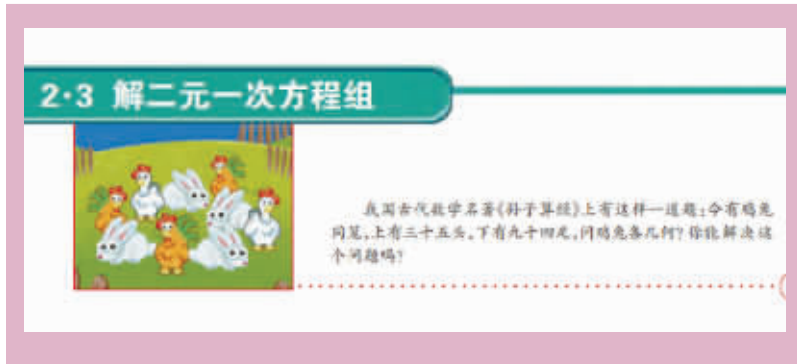 2·3 解二元一次方程组
我国古代数学名著《孙子算经》上有这样一道题:今有鸡兔
同笼,上有三十五头,下有九十四足,问鸡兔各几何?你能解决这
个问题吗?